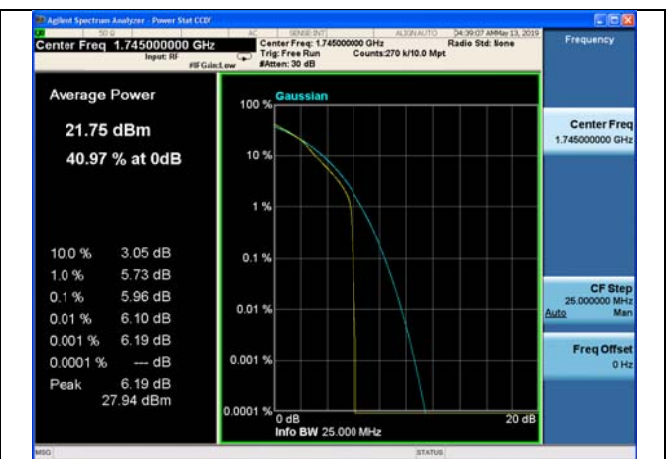 Agilent Spectrum Analyzer - Power Stat CCDF
50 Ω AC SENSE:INT ALIGN AUTO 04:39:07 AM Mar 13, 2019
Center Freq 1.745000000 GHz
Input: RF
#IFGain:Low
Center Freq: 1.745000000 GHz
Trig: Free Run Counts:270 k/10.0 Mpt
#Atten: 30 dB
Radio Std: None
Frequency
Average Power
21.75 dBm
40.97 % at 0dB
10.0 % 3.05 dB
1.0 % 5.73 dB
0.1 % 5.96 dB
0.01 % 6.10 dB
0.001 % 6.19 dB
0.0001 % --- dB
Peak 6.19 dB
27.94 dBm
Gaussian
100 %
10 %
1 %
0.1 %
0.01 %
0.001 %
0.0001 %
0 dB 20 dB
Info BW 25.000 MHz
Center Freq
1.745000000 GHz
CF Step
25.000000 MHz
Auto Man
Freq Offset
0 Hz
MSG STATUS